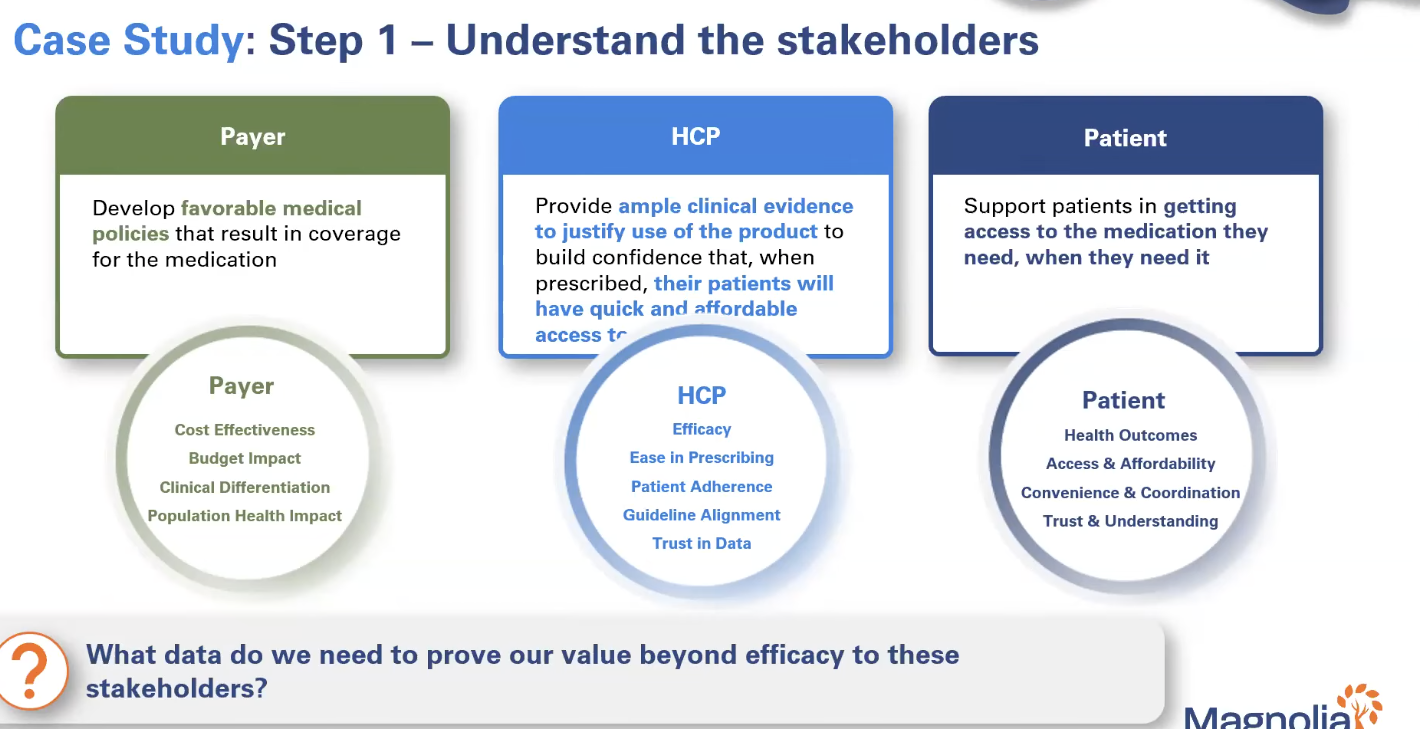 Case Study: Step 1 – Understand the stakeholders
Payer
Develop favorable medical
policies that result in coverage
for the medication
Payer
Cost Effectiveness
Budget Impact
Clinical Differentiation
Population Health Impact
HCP
Provide ample clinical evidence
to justify use of the product to
build confidence that, when
prescribed, their patients will
have quick and affordable
access to
HCP
Efficacy
Ease in Prescribing
Patient Adherence
Guideline Alignment
Trust in Data
Patient
Support patients in getting
access to the medication they
need, when they need it
Patient
Health Outcomes
Access & Affordability
Convenience & Coordination
Trust & Understanding
?
What data do we need to prove our value beyond efficacy to these
stakeholders?
Magnolia